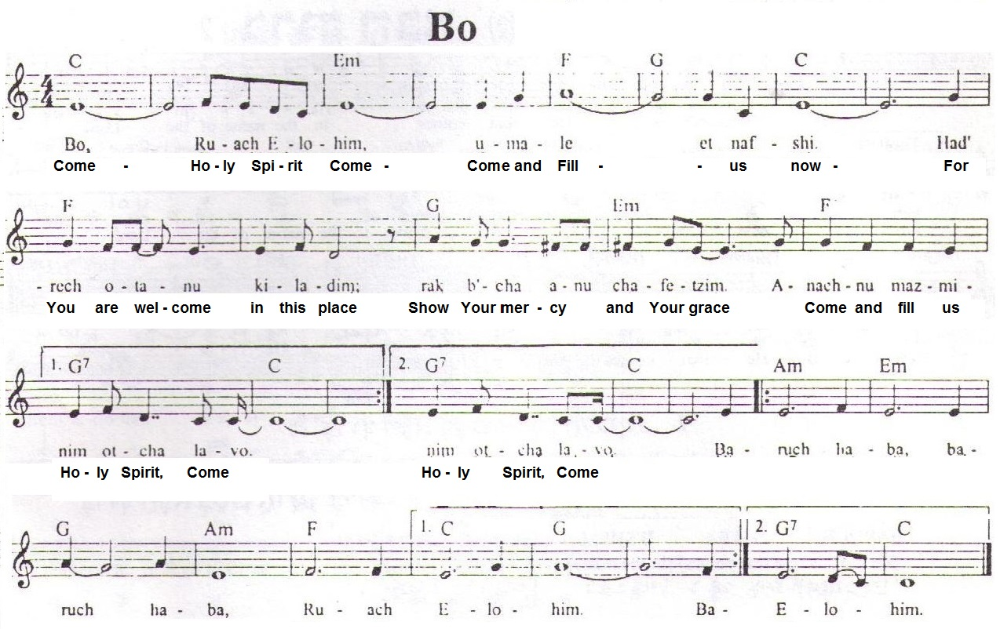 Bo
C Em F G C
4 4
Bo, Ru - ach E - lo - him, u - ma - le et naf - shi. Had'
Come - Ho - ly Spi - rit Come - Come and Fill - - us now - For
F G Em F
- rech o - ta - nu ki - la - dim; rak b' - cha a - nu cha - fe - tzim. A - nach - nu maz - mi -
You are wel - come in this place Show Your mer - cy and Your grace Come and fill us
1. G7 C 2. G7 C Am Em
nim ot - cha la - vo. nim ot - cha la - vo. Ba - ruch ha - ba, ba -
Ho - ly Spirit, Come Ho - ly Spirit, Come
G Am F 1. C G 2. G7 C
ruch ha - ba, Ru - ach E - lo - him. Ba - E - lo - him.